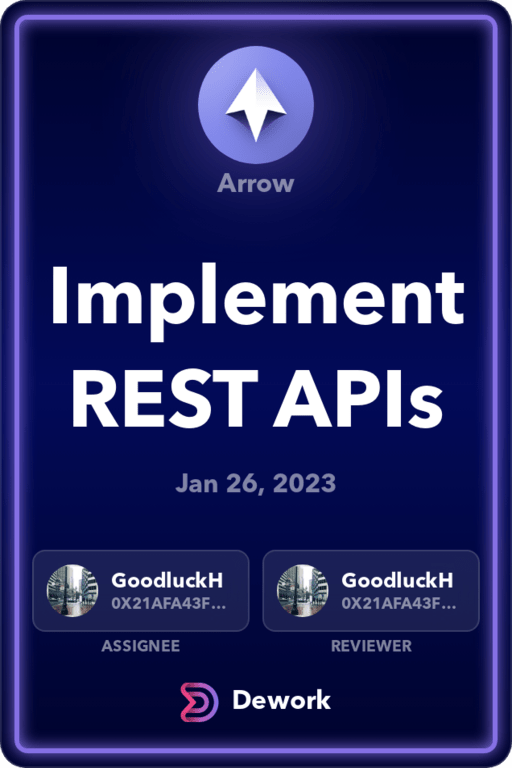 Arrow
Implement
REST APIs
Jan 26, 2023
GoodluckH
0X21AFA43F...
ASSIGNEE
GoodluckH
0X21AFA43F...
REVIEWER
Dework